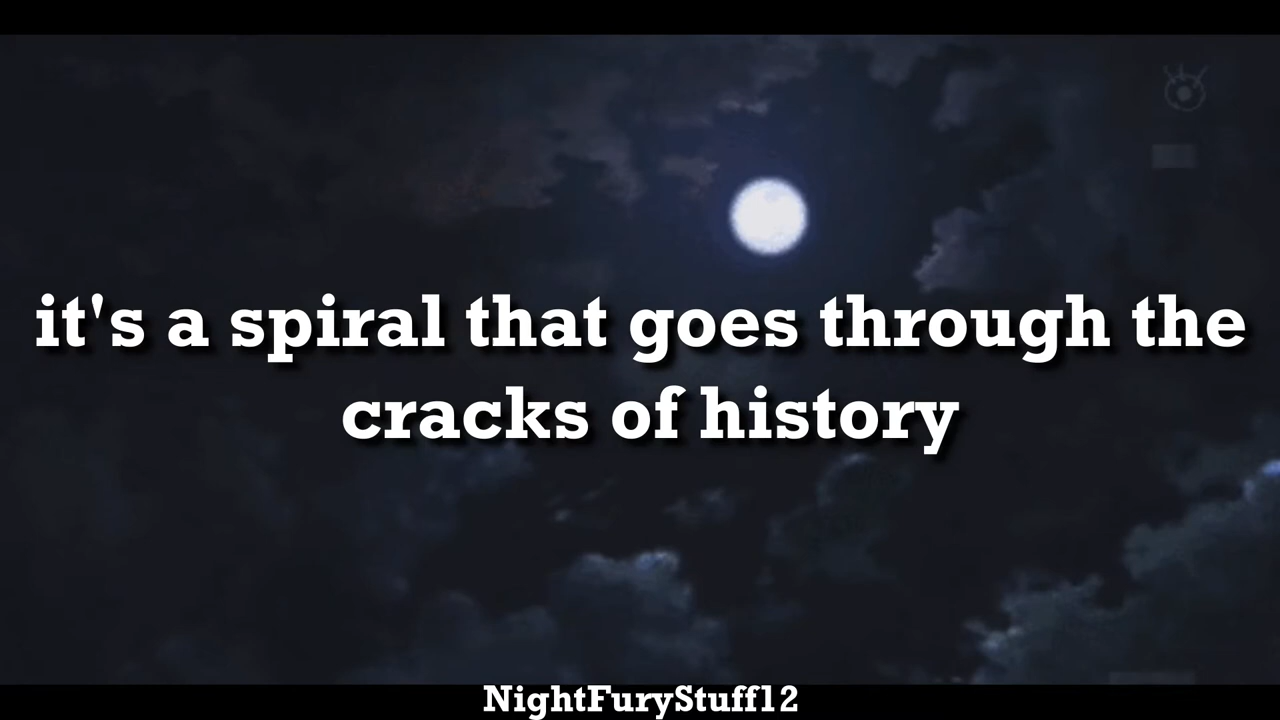 it's a spiral that goes through the
cracks of history
NightFuryStuff12